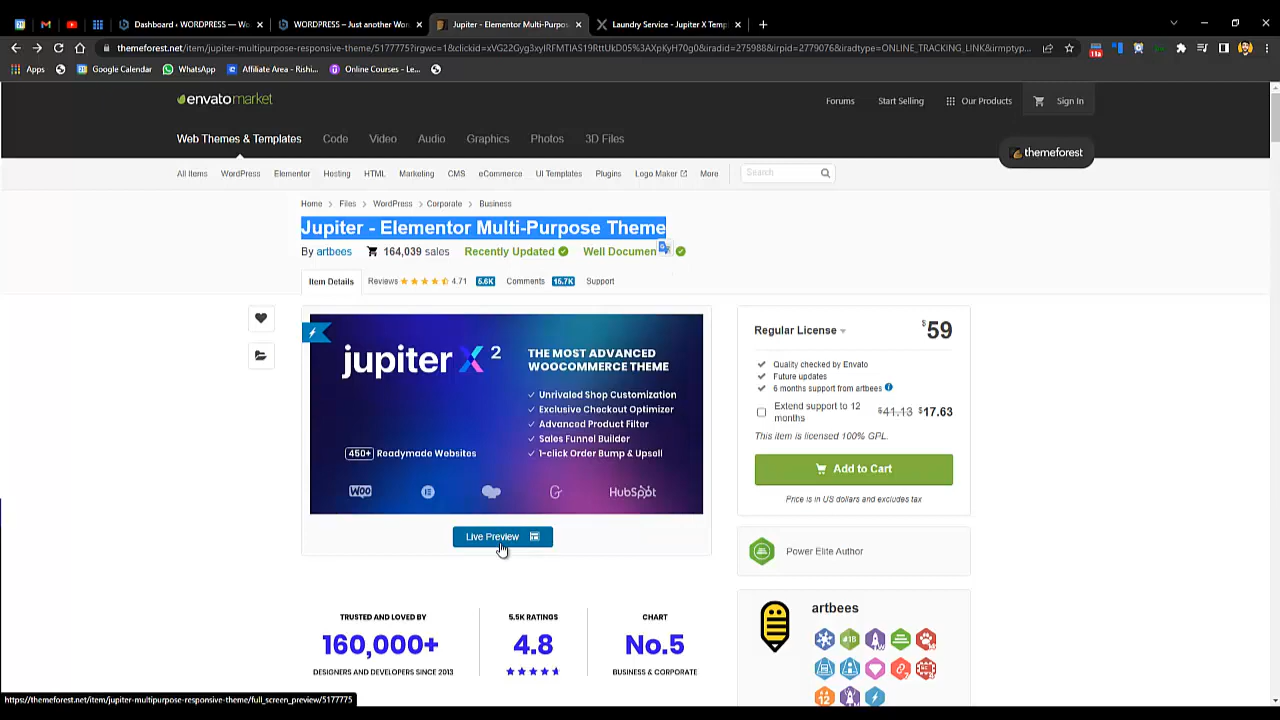 Dashboard ‹ WORDPRESS — Wo
WORDPRESS – Just another Wor
Jupiter - Elementor Multi-Purpos
Laundry Service - Jupiter X Temp
themeforest.net/item/jupiter-multipurpose-responsive-theme/5177775?irgwc=1&clickid=xVG22Gyg3xyIRFMTIAS19RttUkD05%3AXpKyH70g0&iradid=275988&irpid=2779076&iradtype=ONLINE_TRACKING_LINK&irmptyp...
Apps
Google Calendar
WhatsApp
Affiliate Area - Rishi...
Online Courses - Le...
envatomarket
Forums
Start Selling
Our Products
Sign In
Web Themes & Templates
Code
Video
Audio
Graphics
Photos
3D Files
themeforest
All Items
WordPress
Elementor
Hosting
HTML
Marketing
CMS
eCommerce
UI Templates
Plugins
Logo Maker
More
Search
Home > Files > WordPress > Corporate > Business
Jupiter - Elementor Multi-Purpose Theme
By artbees 164,039 sales Recently Updated Well Documen
Item Details
Reviews 4.71 5.6K
Comments 15.7K
Support
jupiter X 2
THE MOST ADVANCED
WOOCOMMERCE THEME
Unrivaled Shop Customization
Exclusive Checkout Optimizer
Advanced Product Filter
Sales Funnel Builder
1-click Order Bump & Upsell
450+ Readymade Websites
WOO
HubSpot
Live Preview
Regular License
$59
Quality checked by Envato
Future updates
6 months support from artbees
Extend support to 12
months
$41.13 $17.63
This item is licensed 100% GPL.
Add to Cart
Price is in US dollars and excludes tax
Power Elite Author
TRUSTED AND LOVED BY
160,000+
DESIGNERS AND DEVELOPERS SINCE 2013
5.5K RATINGS
4.8
CHART
No.5
BUSINESS & CORPORATE
artbees
https://themeforest.net/item/jupiter-multipurpose-responsive-theme/full_screen_preview/5177775